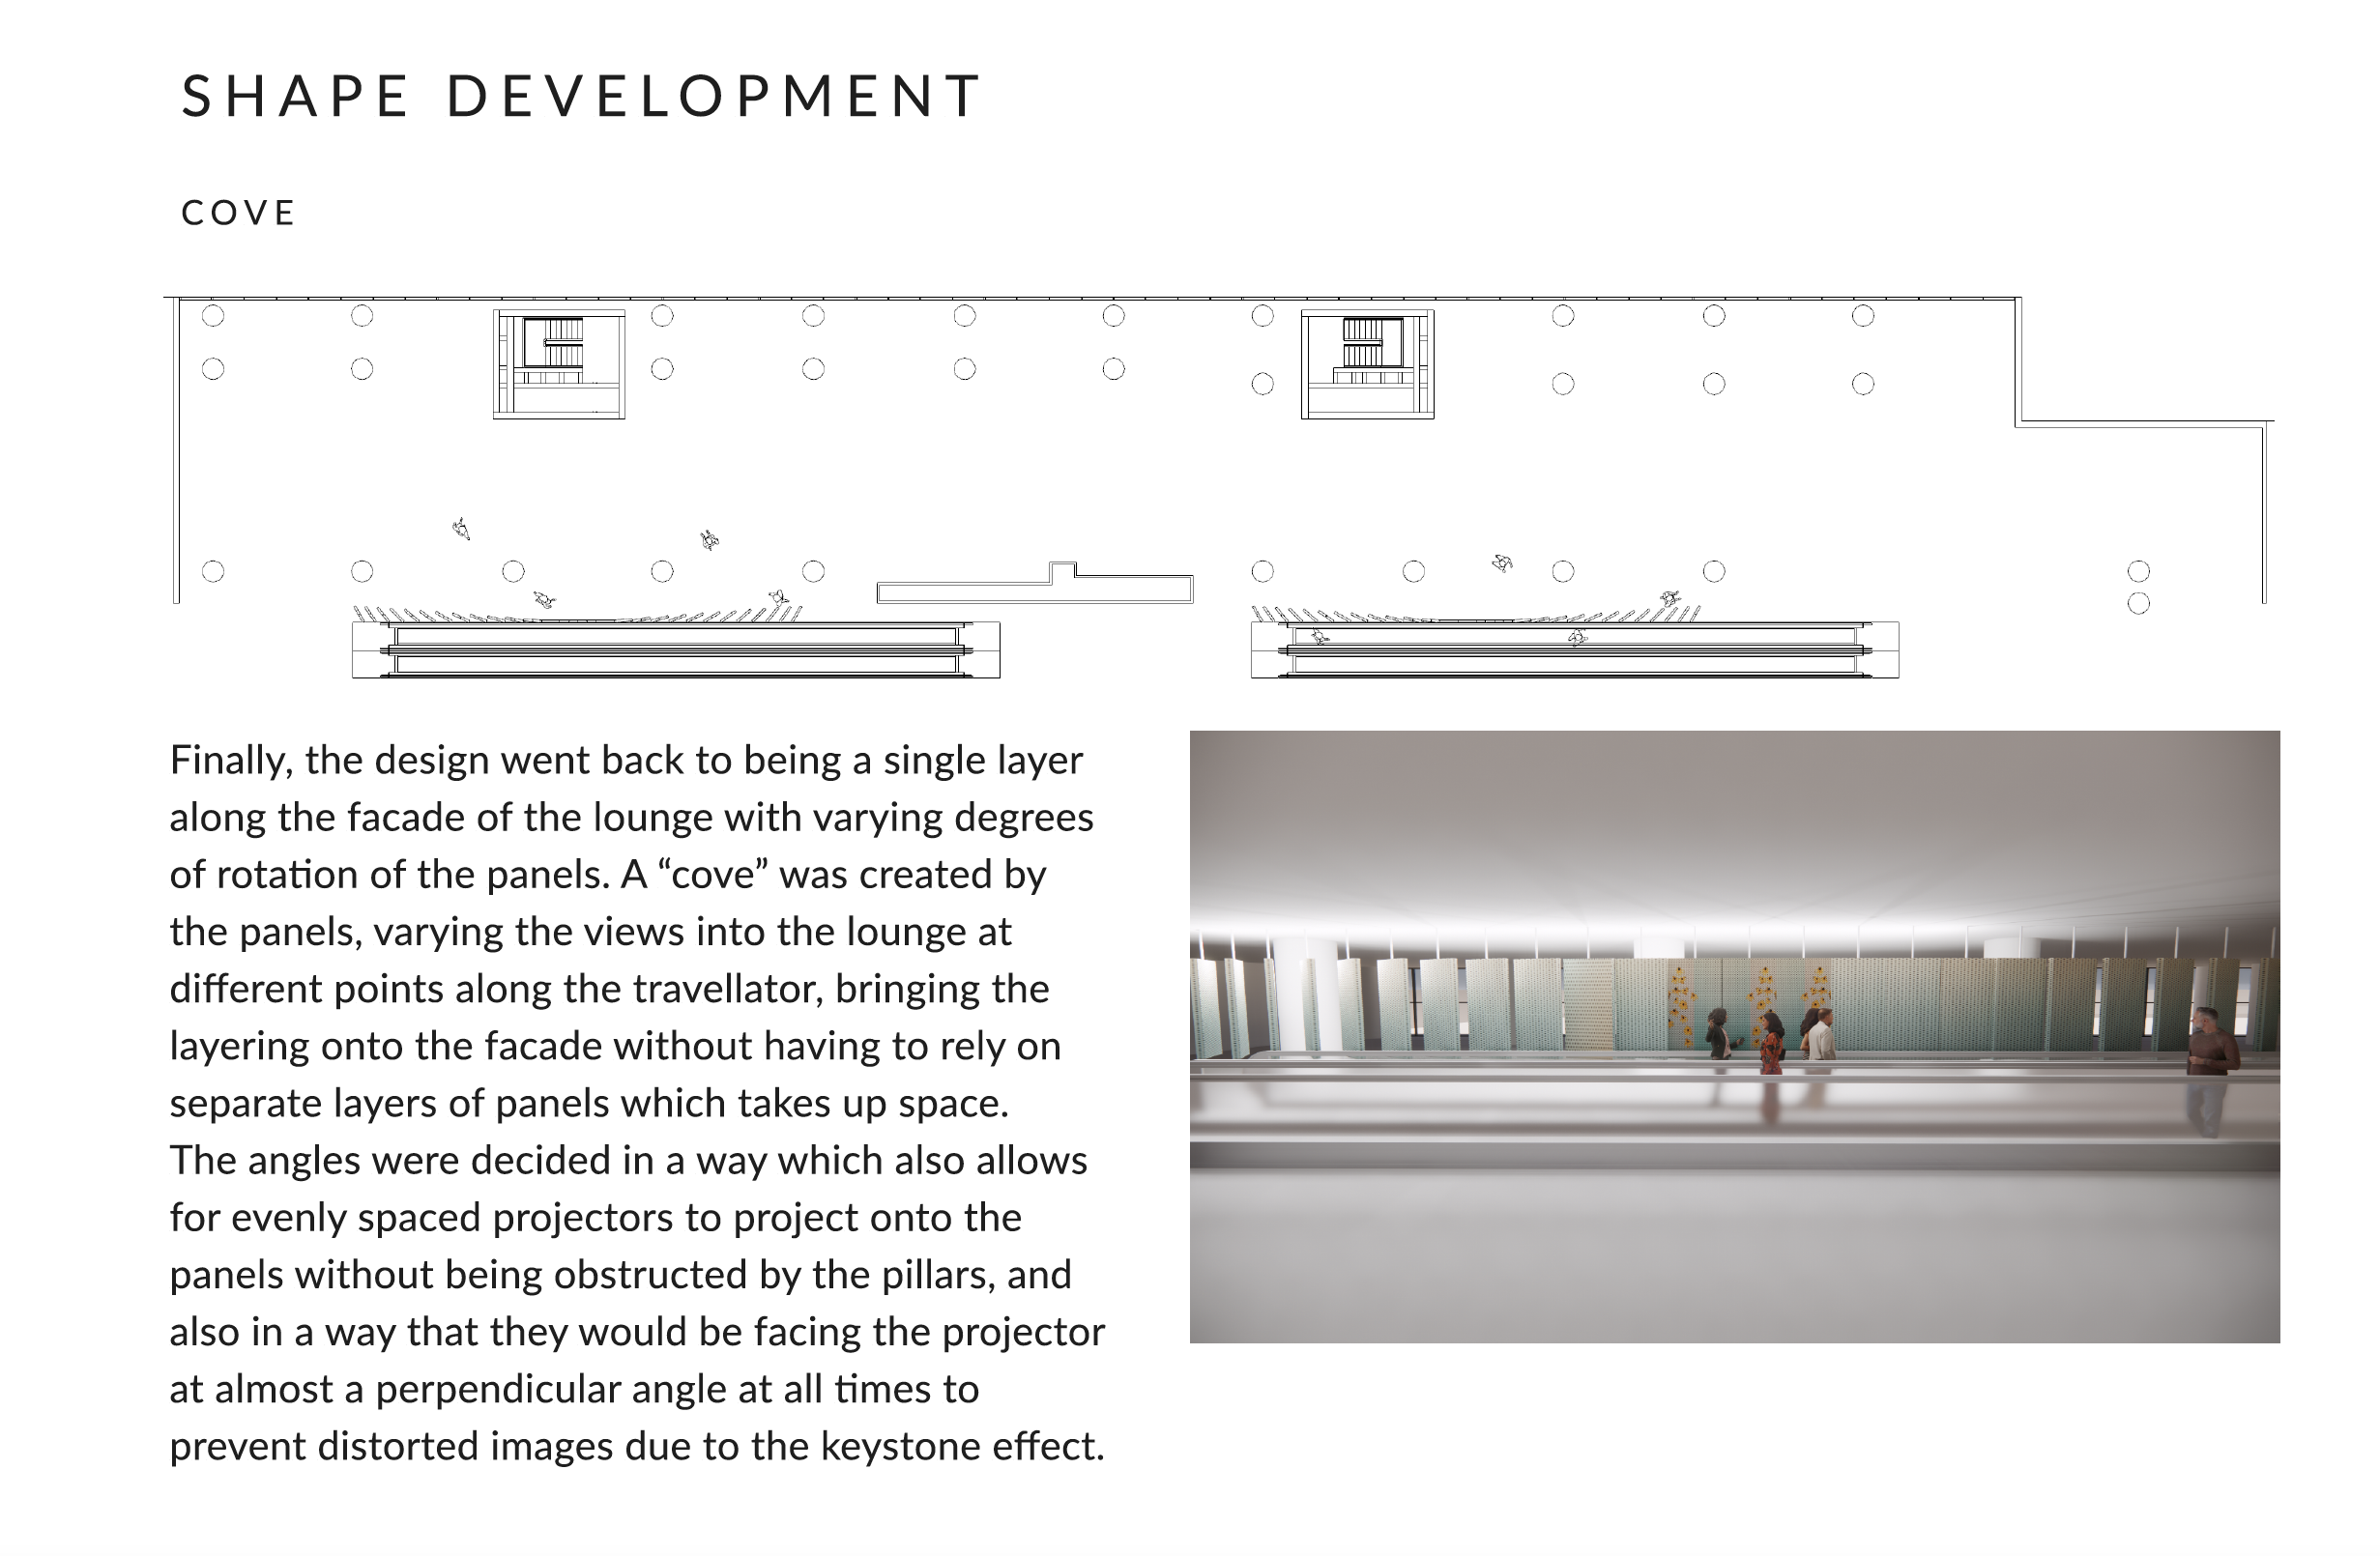 SHAPE DEVELOPMENT
COVE
Finally, the design went back to being a single layer
along the facade of the lounge with varying degrees
of rotation of the panels. A “cove” was created by
the panels, varying the views into the lounge at
different points along the travellator, bringing the
layering onto the facade without having to rely on
separate layers of panels which takes up space.
The angles were decided in a way which also allows
for evenly spaced projectors to project onto the
panels without being obstructed by the pillars, and
also in a way that they would be facing the projector
at almost a perpendicular angle at all times to
prevent distorted images due to the keystone effect.